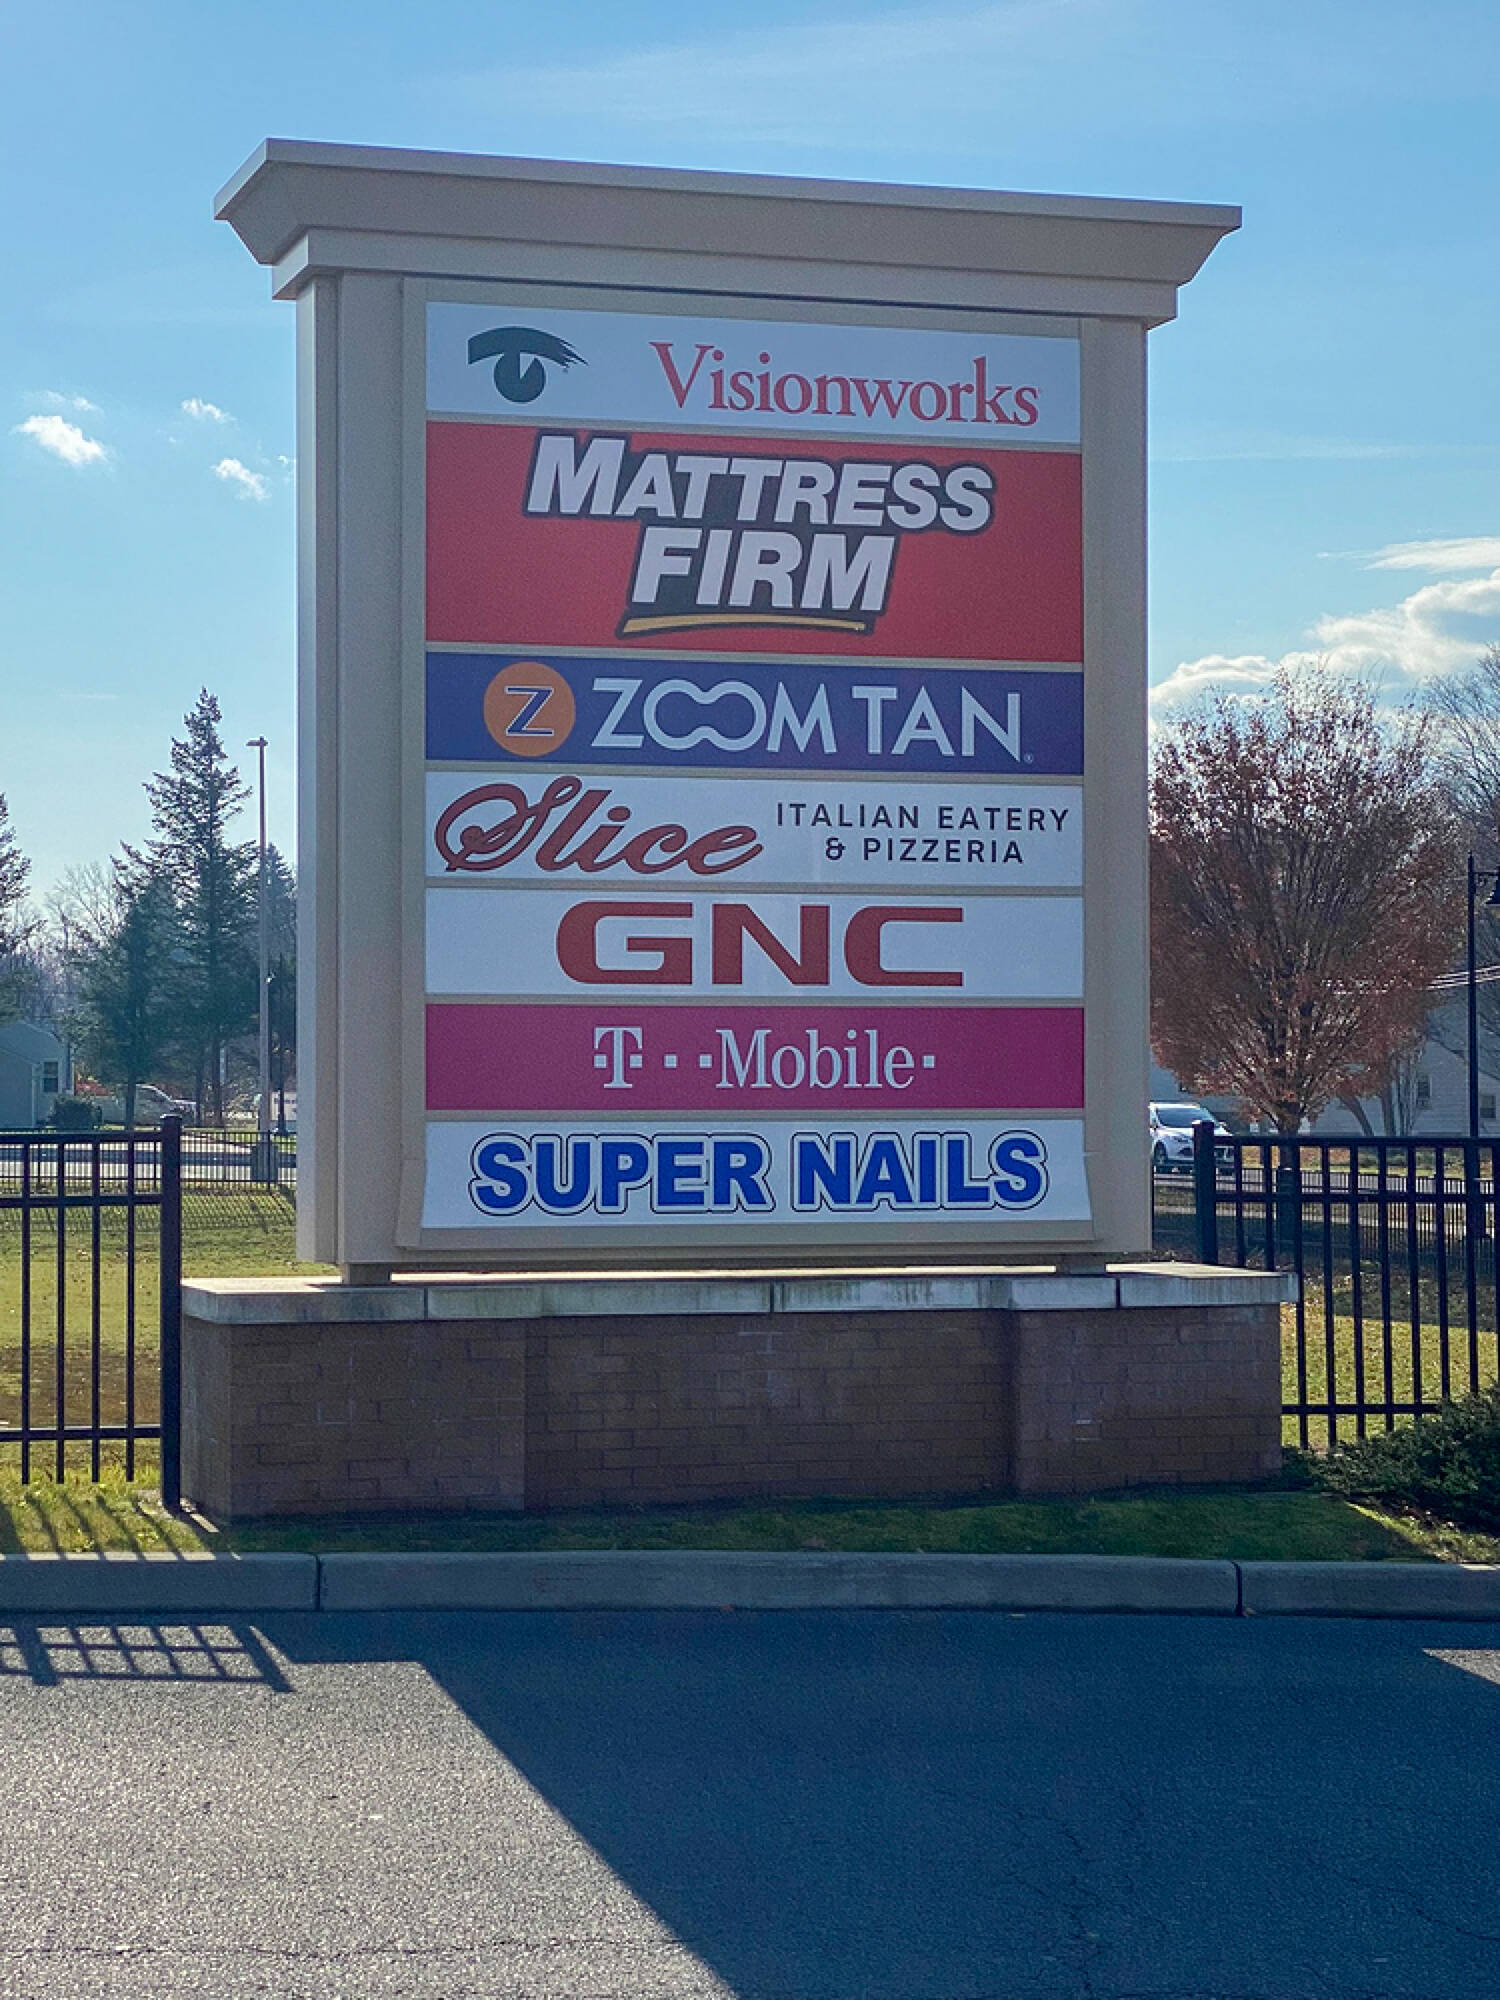 Visionworks
MATTRESS
FIRM
Z ZOOM TAN®
Slice ITALIAN EATERY
& PIZZERIA
GNC
T··Mobile·
SUPER NAILS